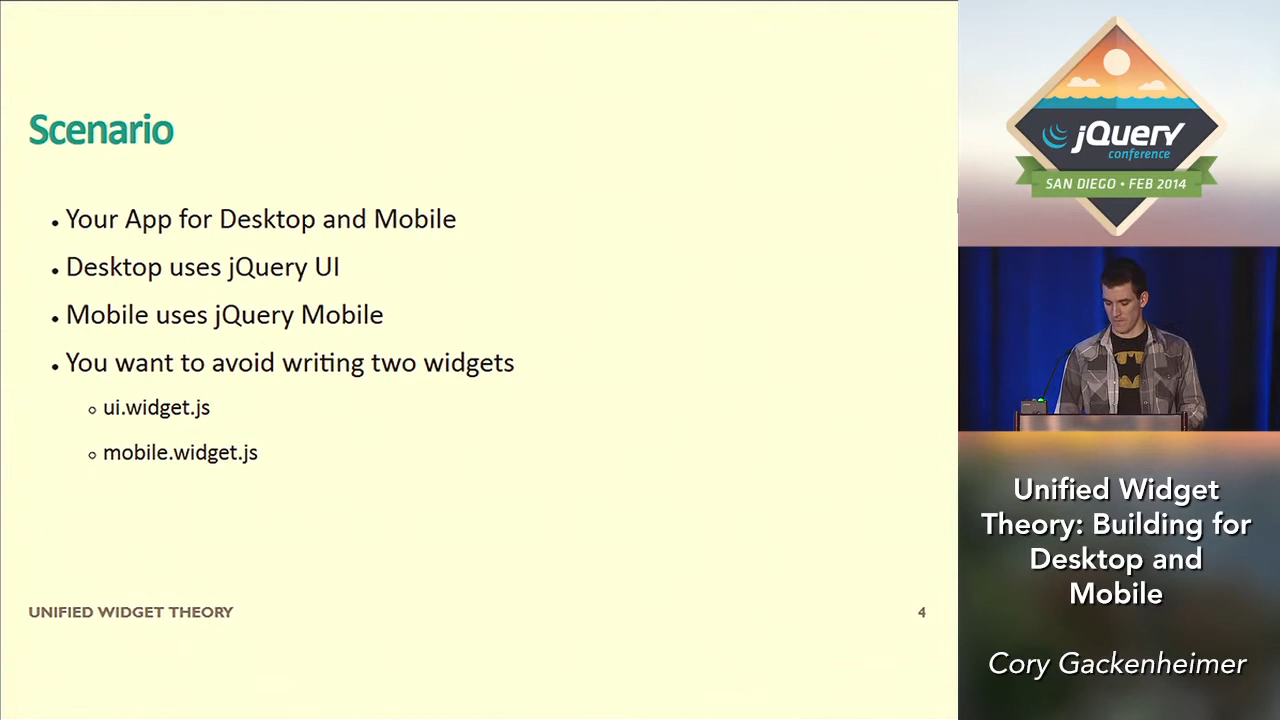 Scenario
• Your App for Desktop and Mobile
• Desktop uses jQuery UI
• Mobile uses jQuery Mobile
• You want to avoid writing two widgets
○ ui.widget.js
○ mobile.widget.js
UNIFIED WIDGET THEORY
4
jQuery
conference
SAN DIEGO • FEB 2014
Unified Widget
Theory: Building for
Desktop and
Mobile
Cory Gackenheimer